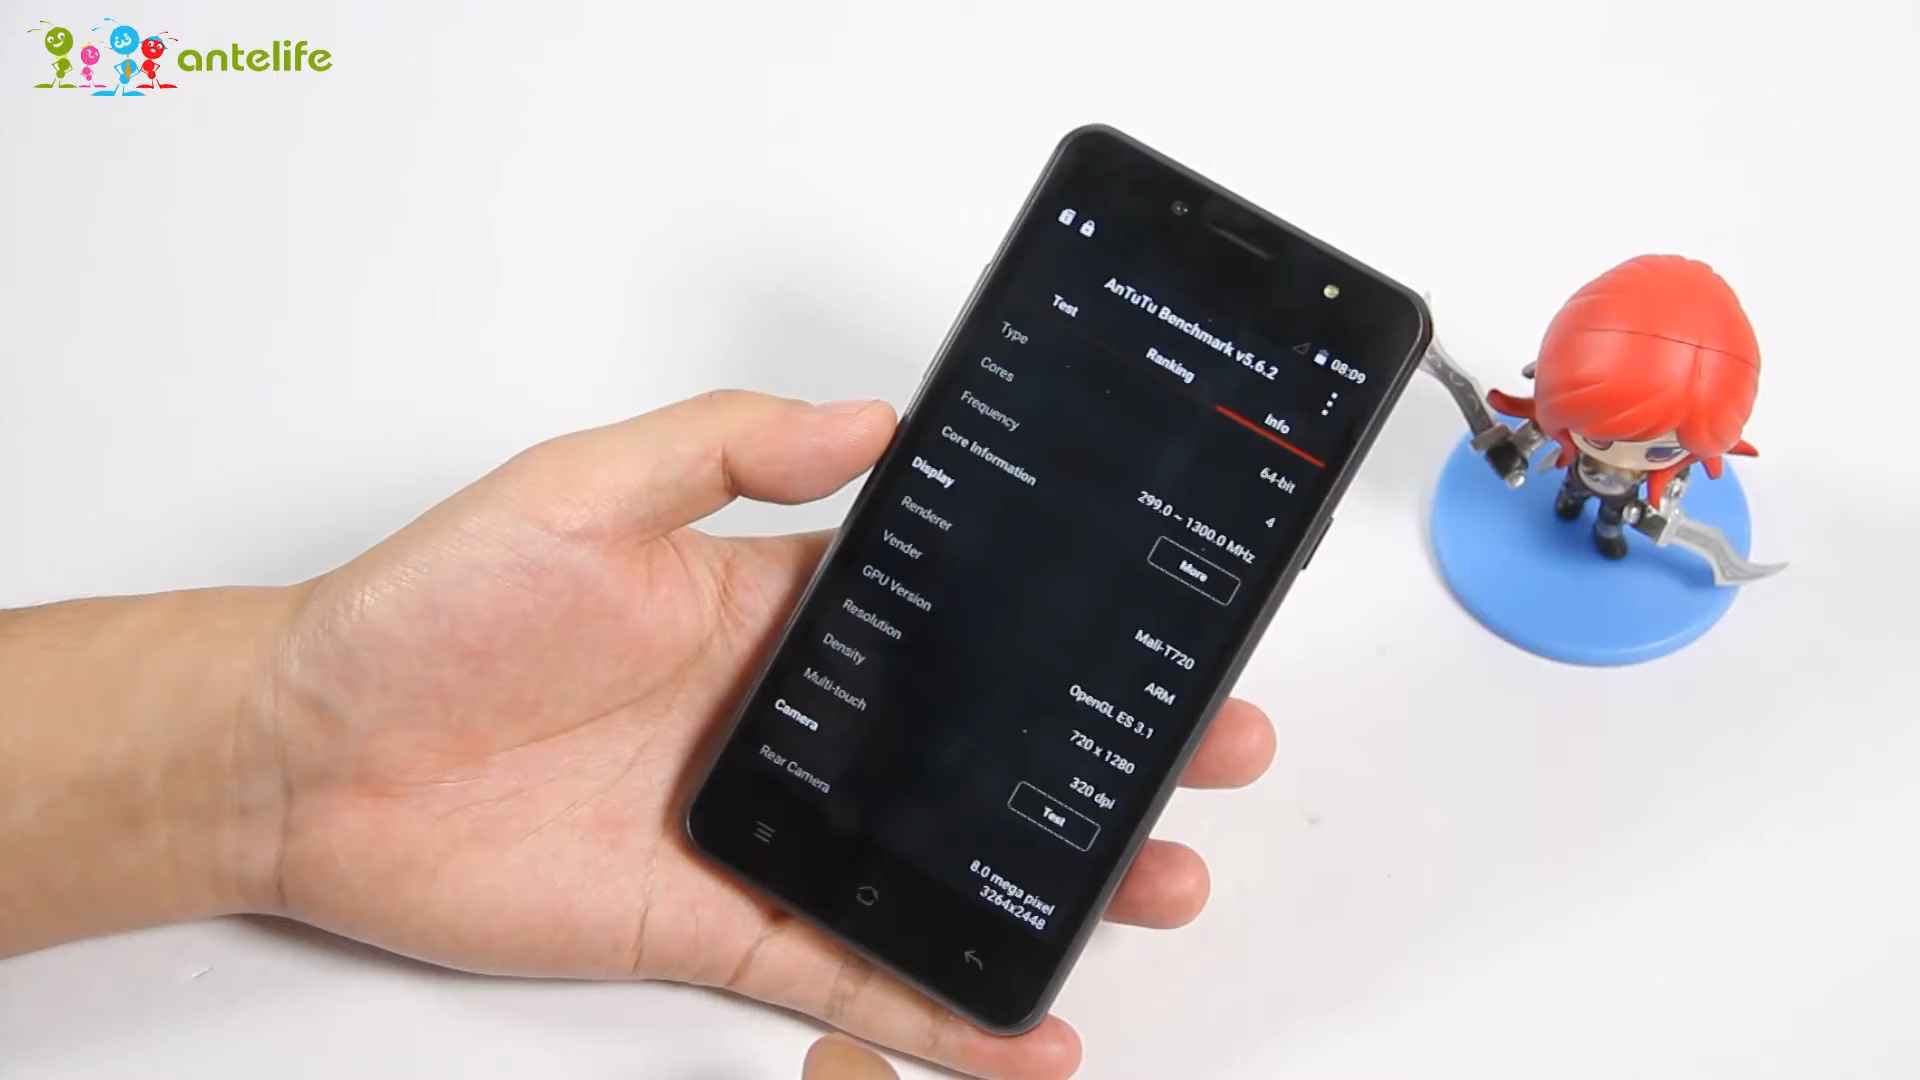 antelife
08:09
AnTuTu Benchmark v5.6.2
Test
Ranking
Info
Type
64-bit
Cores
4
Frequency
299.0 ~ 1300.0 MHz
Core Information
More
Display
Renderer
Mali-T720
Vender
ARM
GPU Version
OpenGL ES 3.1
Resolution
720 x 1280
Density
320 dpi
Multi-touch
Test
Camera
Rear Camera
8.0 mega pixel
3264x2448